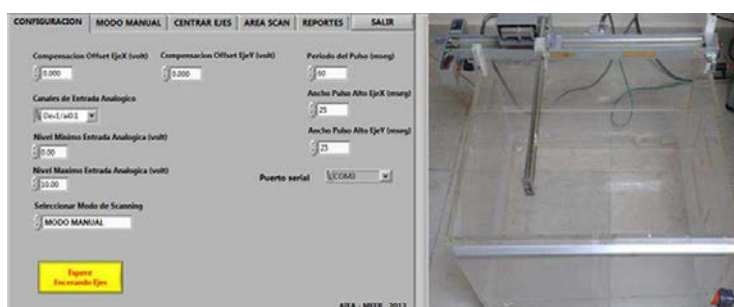 CONFIGURACION MODO MANUAL CENTRAR EJES AREA SCAN REPORTES SALIR
Compensacion Offset EjeX (volt) Compensacion Offset EjeY (volt) Periodo del Pulso (mseg)
0.000 0.000 60
Canales de Entrada Analogico Ancho Pulso Alto EjeX (mseg)
Dev1/ai0:1 25
Nivel Minimo Entrada Analogica (volt) Ancho Pulso Alto EjeY (mseg)
0.00 25
Nivel Maximo Entrada Analogica (volt) Puerto serial COM3
10.00
Seleccionar Modo de Scanning
MODO MANUAL
Espere
Encerando Ejes